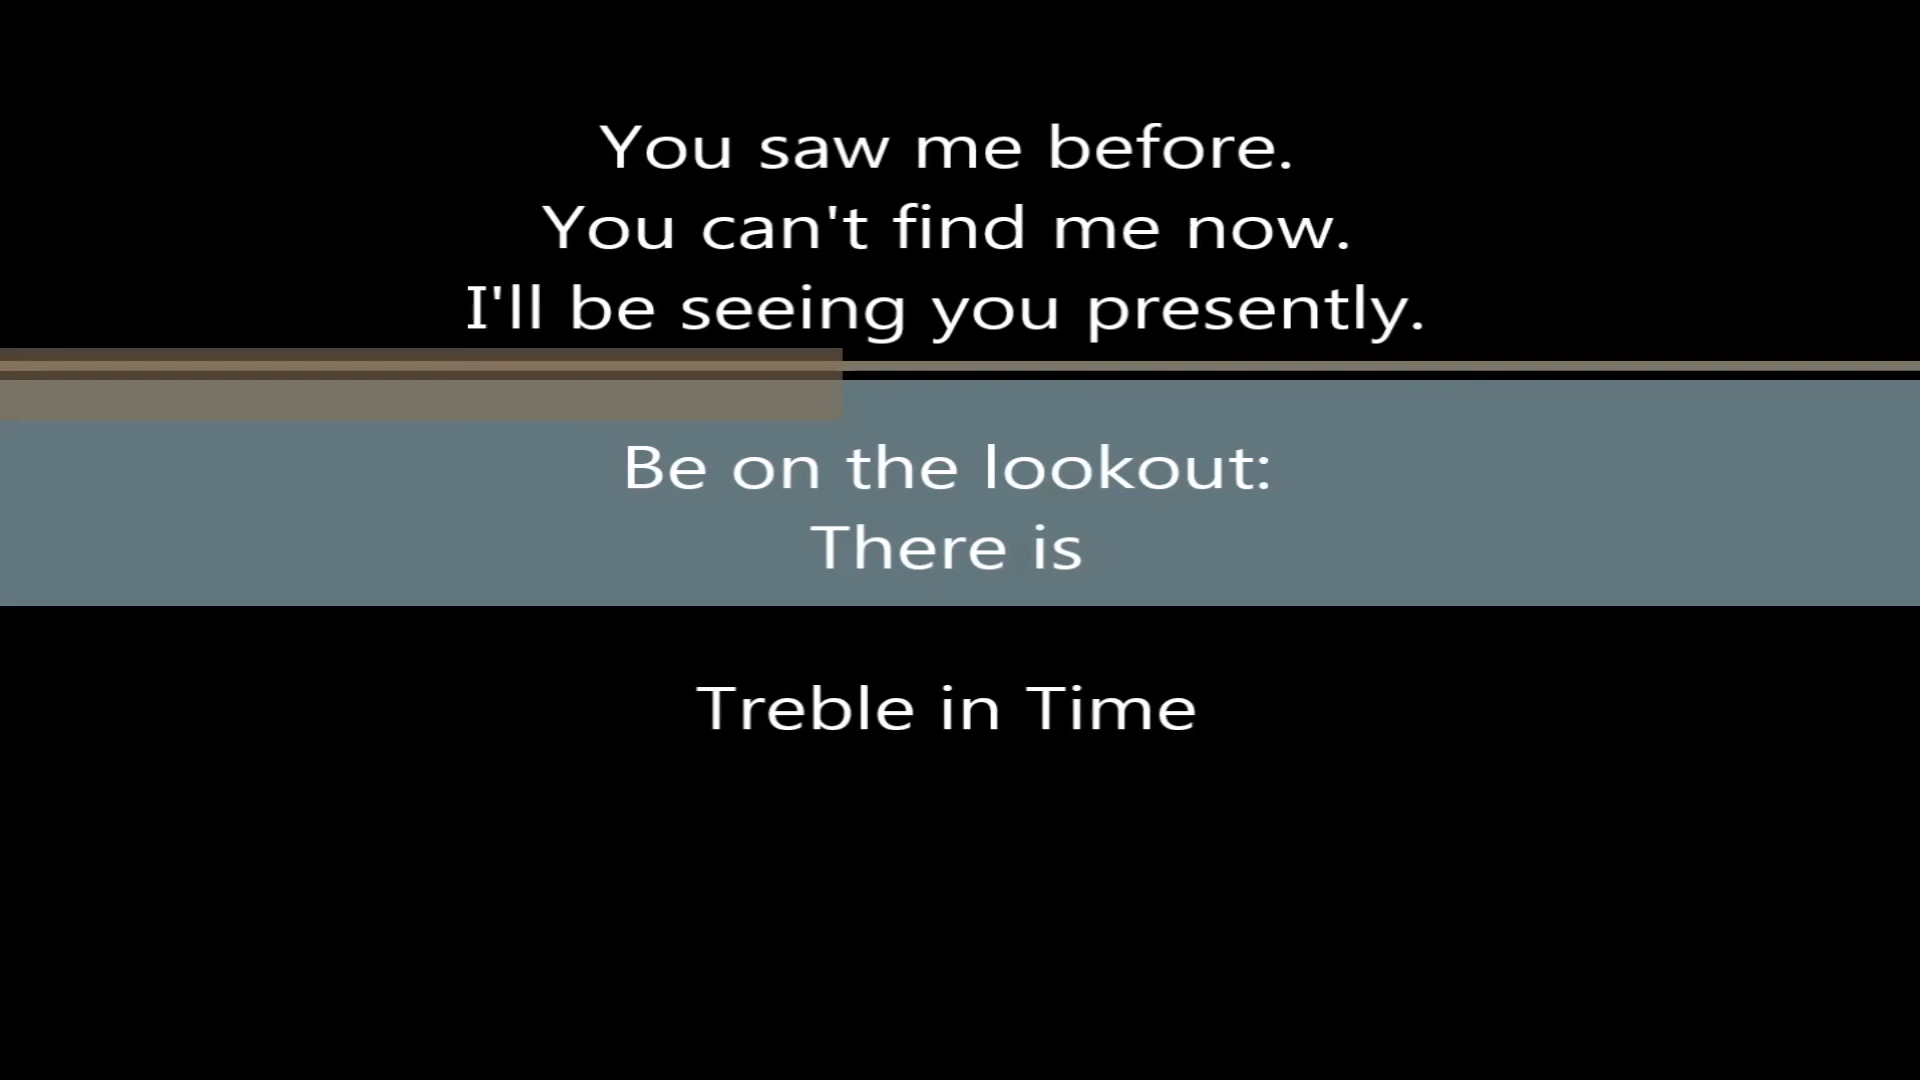 You saw me before.
You can't find me now.
I'll be seeing you presently.
Be on the lookout:
There is
Treble in Time